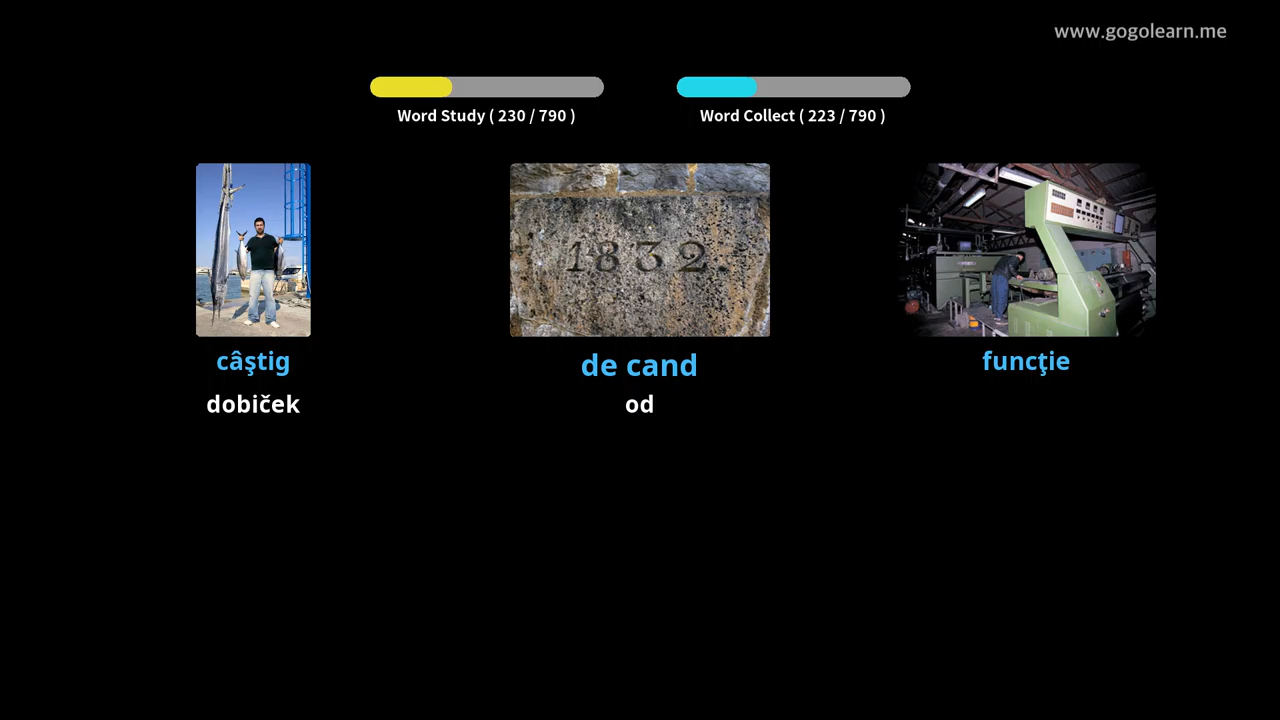 www.gogolearn.me
Word Study ( 230 / 790 )
Word Collect ( 223 / 790 )
1832.
câştig
de cand
funcţie
dobiček
od